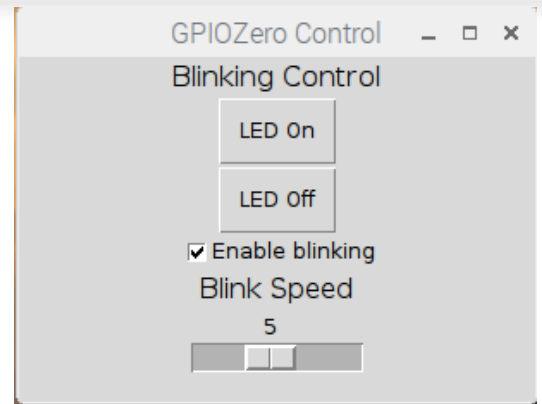 GPIOZero Control
Blinking Control
LED On
LED Off
Enable blinking
Blink Speed
5